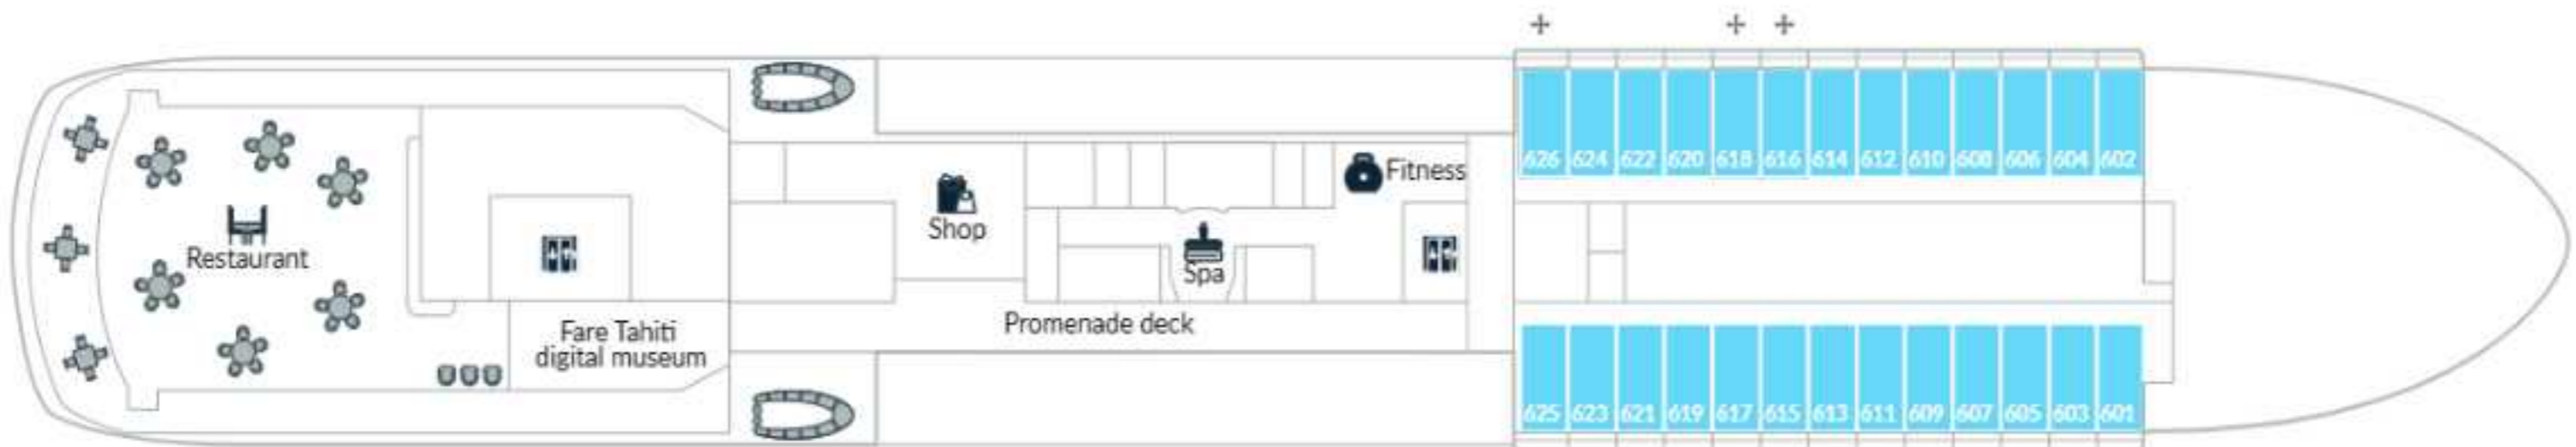 626 624 622 620 618 616 614 612 610 608 606 604 602
Fitness
Shop
Restaurant
Spa
Promenade deck
Fare Tahiti
digital museum
625 623 621 619 617 615 613 611 609 607 605 603 601